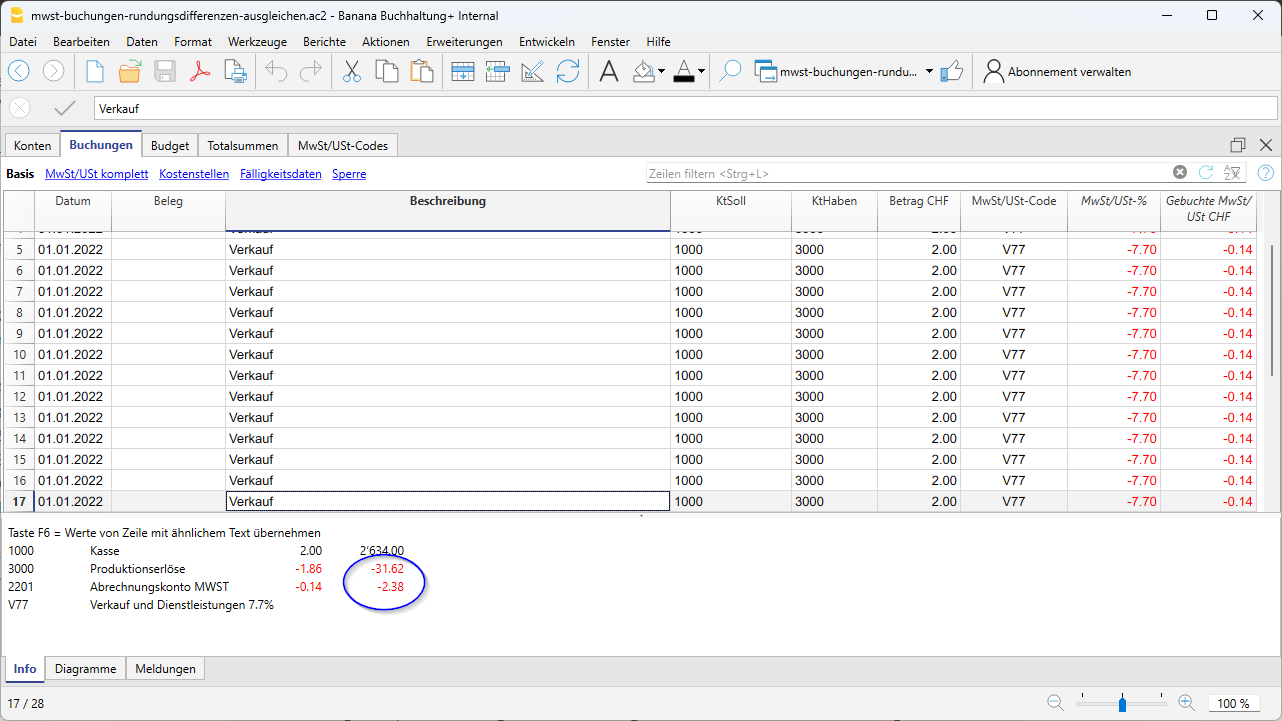 mwst-buchungen-rundungsdifferenzen-ausgleichen.ac2 - Banana Buchhaltung+ Internal
Datei Bearbeiten Daten Format Werkzeuge Berichte Aktionen Erweiterungen Entwickeln Fenster Hilfe
mwst-buchungen-rundu... Abonnement verwalten
Verkauf
Konten Buchungen Budget Totalsummen MwSt/USt-Codes
Basis MwSt/USt komplett Kostenstellen Fälligkeitsdaten Sperre Zeilen filtern <Strg+L>
Datum Beleg Beschreibung KtSoll KtHaben Betrag CHF MwSt/USt-Code MwSt/USt-% Gebuchte MwSt/
USt CHF
5 01.01.2022 Verkauf 1000 3000 2.00 V77 -7.70 -0.14
6 01.01.2022 Verkauf 1000 3000 2.00 V77 -7.70 -0.14
7 01.01.2022 Verkauf 1000 3000 2.00 V77 -7.70 -0.14
8 01.01.2022 Verkauf 1000 3000 2.00 V77 -7.70 -0.14
9 01.01.2022 Verkauf 1000 3000 2.00 V77 -7.70 -0.14
10 01.01.2022 Verkauf 1000 3000 2.00 V77 -7.70 -0.14
11 01.01.2022 Verkauf 1000 3000 2.00 V77 -7.70 -0.14
12 01.01.2022 Verkauf 1000 3000 2.00 V77 -7.70 -0.14
13 01.01.2022 Verkauf 1000 3000 2.00 V77 -7.70 -0.14
14 01.01.2022 Verkauf 1000 3000 2.00 V77 -7.70 -0.14
15 01.01.2022 Verkauf 1000 3000 2.00 V77 -7.70 -0.14
16 01.01.2022 Verkauf 1000 3000 2.00 V77 -7.70 -0.14
17 01.01.2022 Verkauf 1000 3000 2.00 V77 -7.70 -0.14
Taste F6 = Werte von Zeile mit ähnlichem Text übernehmen
1000 Kasse 2.00 2'634.00
3000 Produktionserlöse -1.86 -31.62
2201 Abrechnungskonto MWST -0.14 -2.38
V77 Verkauf und Dienstleistungen 7.7%
Info Diagramme Meldungen
17 / 28 100 %